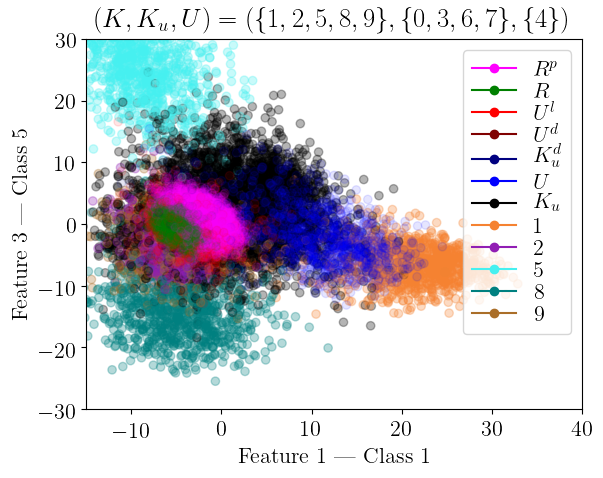 (K, K_u, U) = ({1, 2, 5, 8, 9}, {0, 3, 6, 7}, {4})
Feature 3 — Class 5
30
20
10
0
−10
−20
−30
−10
0
10
20
30
40
Feature 1 — Class 1
R^p
R
U^l
U^d
K_u^d
U
K_u
1
2
5
8
9